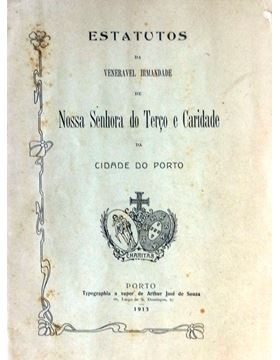 ESTATUTOS
DA
VENERAVEL IRMANDADE
DE
Nossa Senhora do Terço e Caridade
DA
CIDADE DO PORTO
CHARITAS
PORTO
Typographia a vapor de Arthur José de Souza
Largo de S. Domingos,
1913